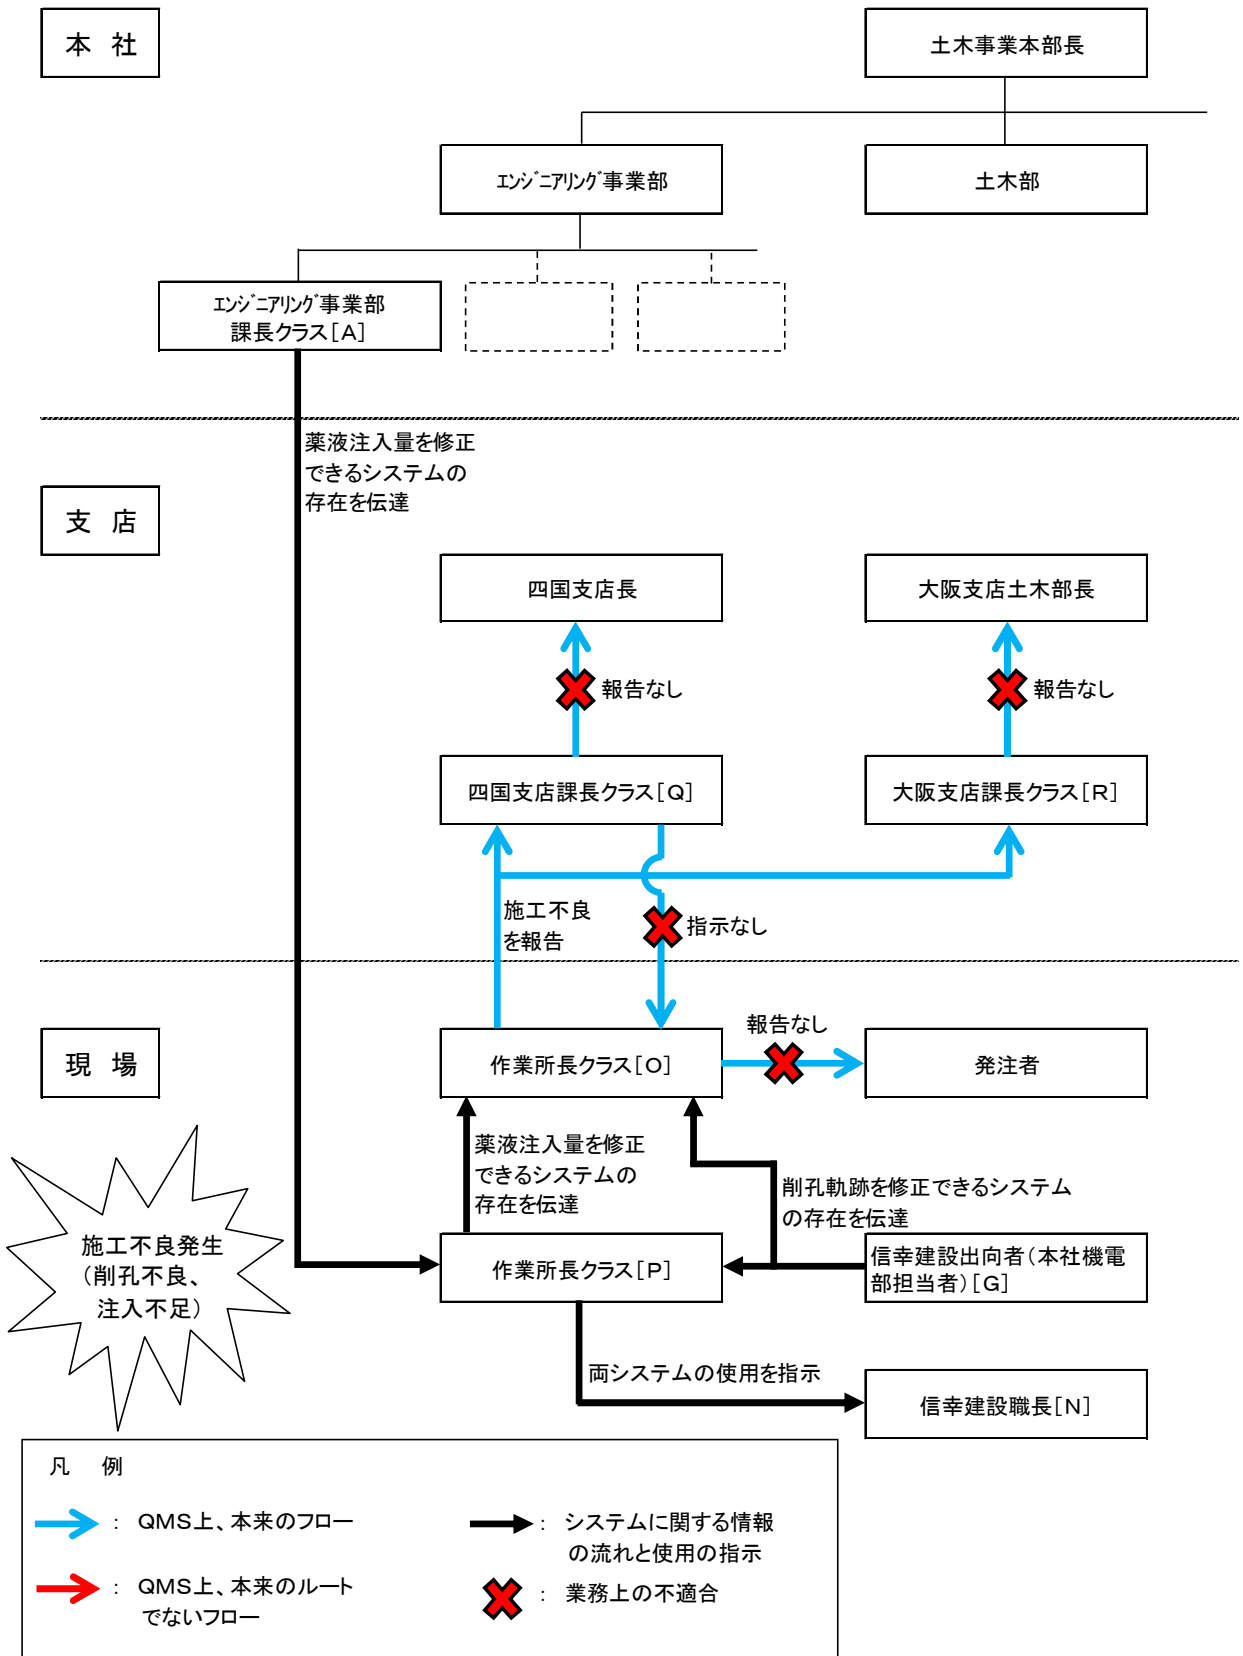 本 社
土木事業本部長
ｴﾝｼﾞﾆｱﾘﾝｸﾞ事業部
土木部
ｴﾝｼﾞﾆｱﾘﾝｸﾞ事業部
課長クラス［Ａ］
薬液注入量を修正
できるシステムの
存在を伝達
支 店
四国支店長
大阪支店土木部長
報告なし
報告なし
四国支店課長クラス［Ｑ］
大阪支店課長クラス［Ｒ］
施工不良
を報告
指示なし
現 場
報告なし
作業所長クラス［Ｏ］
発注者
薬液注入量を修正
できるシステムの
存在を伝達
削孔軌跡を修正できるシステム
の存在を伝達
施工不良発生
（削孔不良、
注入不足）
作業所長クラス［Ｐ］
信幸建設出向者（本社機電
部担当者）［Ｇ］
両システムの使用を指示
信幸建設職長［Ｎ］
凡 例
： ＱＭＳ上、本来のフロー
： システムに関する情報
の流れと使用の指示
： ＱＭＳ上、本来のルート
でないフロー
： 業務上の不適合